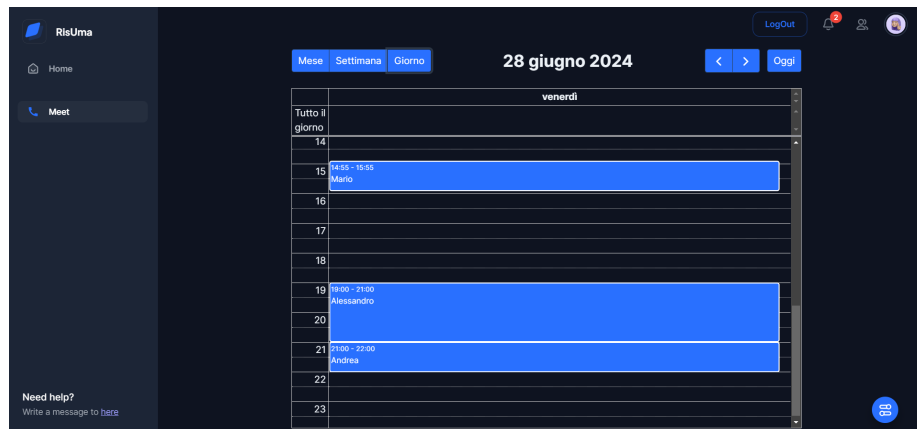 RisUma
LogOut
2
Home
Meet
Mese Settimana Giorno
28 giugno 2024
Oggi
venerdì
Tutto il
giorno
14
15
14:55 - 15:55
Mario
16
17
18
19
19:00 - 21:00
Alessandro
20
21
21:00 - 22:00
Andrea
22
23
Need help?
Write a message to here